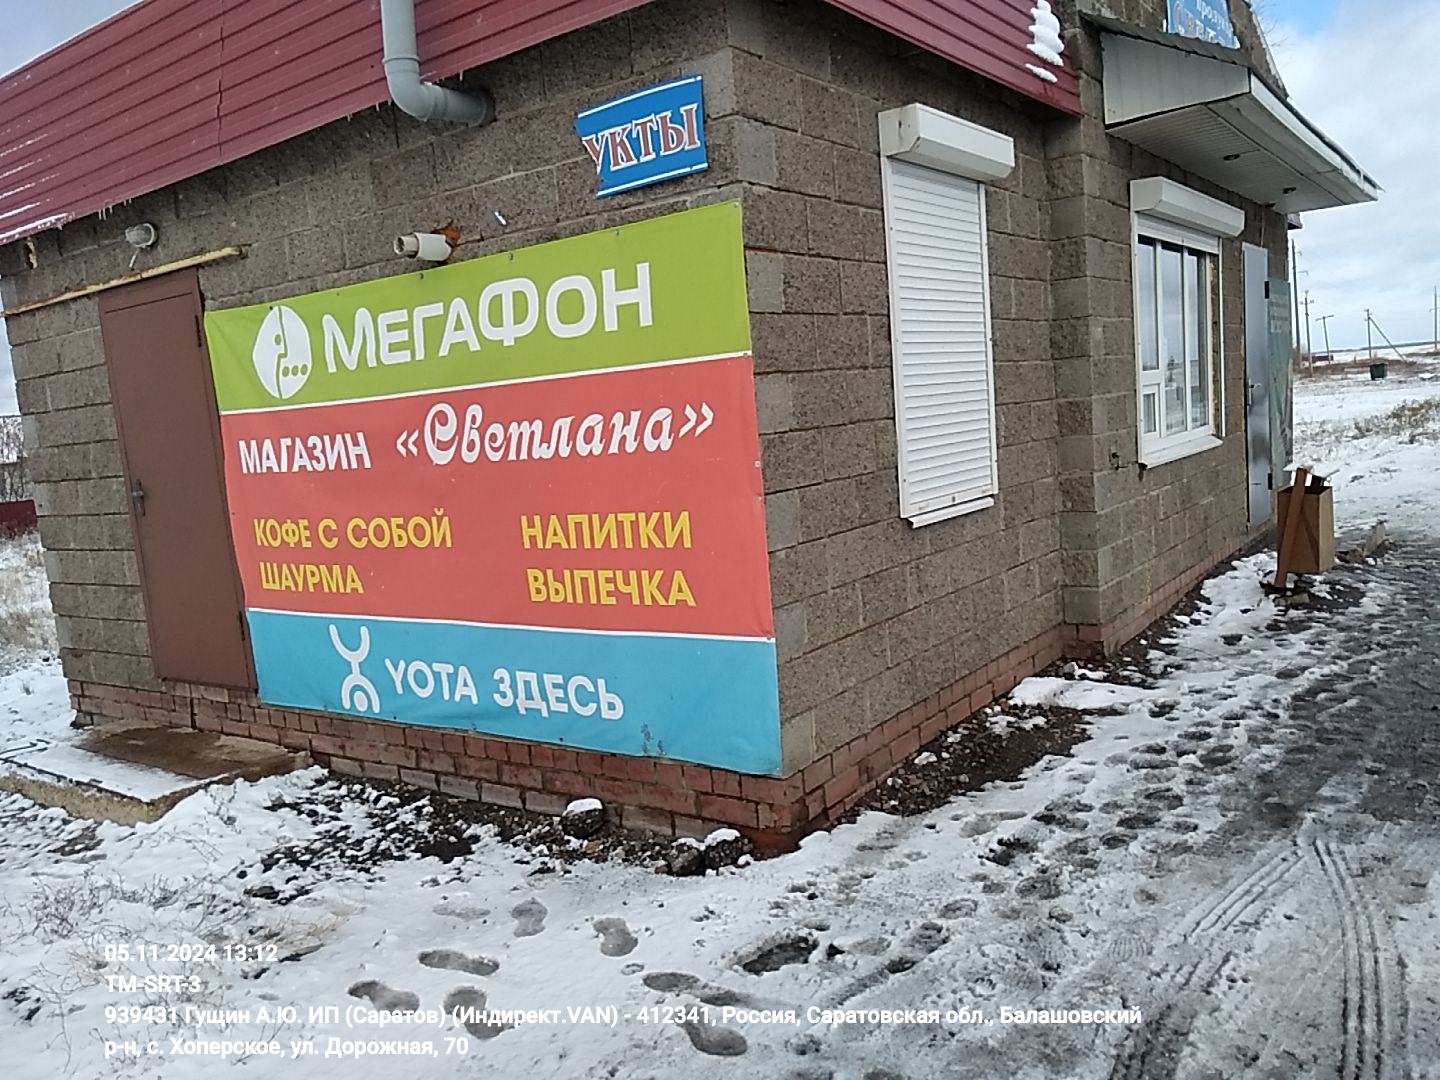 УКТЫ
МЕГАФОН
МАГАЗИН «Светлана»
КОФЕ С СОБОЙ НАПИТКИ
ШАУРМА ВЫПЕЧКА
YOTA ЗДЕСЬ
05.11.2024 13:12
TM-SRT-3
939431 Гущин А.Ю. ИП (Саратов) (Индирект.VAN) - 412341, Россия, Саратовская обл., Балашовский
р-н, с. Хоперское, ул. Дорожная, 70